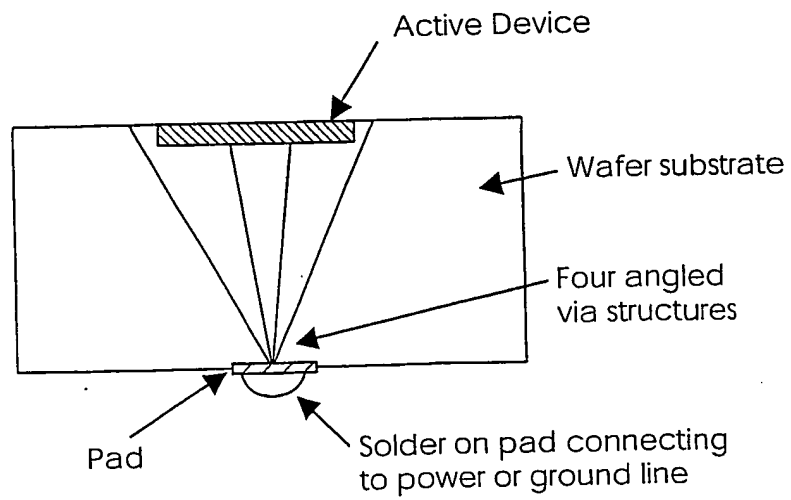 Active Device
Wafer substrate
Four angled
via structures
Pad
Solder on pad connecting
to power or ground line